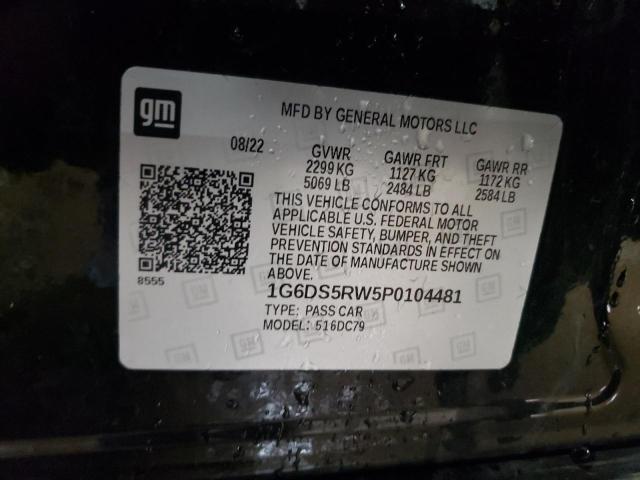 gm
MFD BY GENERAL MOTORS LLC
08/22
GVWR GAWR FRT GAWR RR
2299 KG 1127 KG 1172 KG
5069 LB 2484 LB 2584 LB
THIS VEHICLE CONFORMS TO ALL
APPLICABLE U.S. FEDERAL MOTOR
VEHICLE SAFETY, BUMPER, AND THEFT
PREVENTION STANDARDS IN EFFECT ON
THE DATE OF MANUFACTURE SHOWN
ABOVE.
8555
1G6DS5RW5P0104481
TYPE: PASS CAR
MODEL: 516DC79